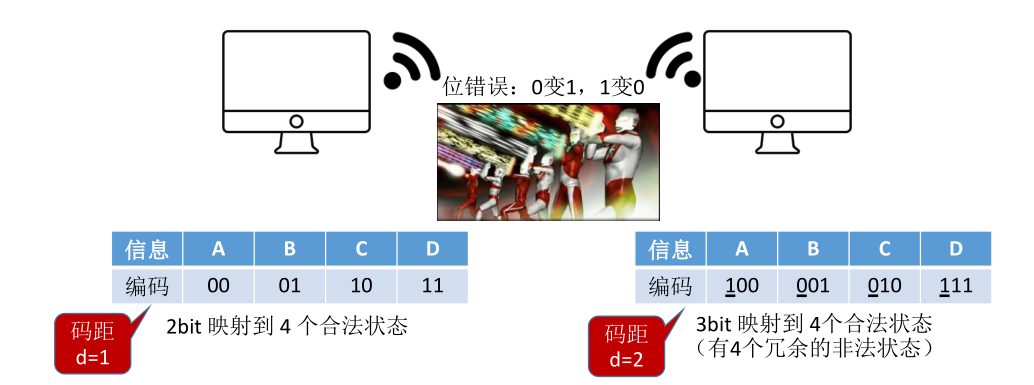 位错误：0变1，1变0
信息 A B C D
编码 00 01 10 11
码距
d=1
2bit 映射到 4 个合法状态
信息 A B C D
编码 100 001 010 111
码距
d=2
3bit 映射到 4个合法状态
（有4个冗余的非法状态）